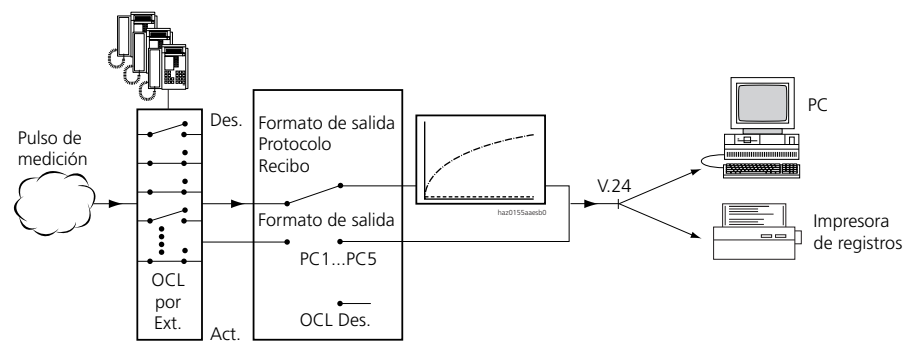 Pulso de
medición
Des.
OCL
por
Ext.
Act.
Formato de salida
Protocolo
Recibo
Formato de salida
PC1...PC5
OCL Des.
haz0155aaesb0
V.24
PC
Impresora
de registros